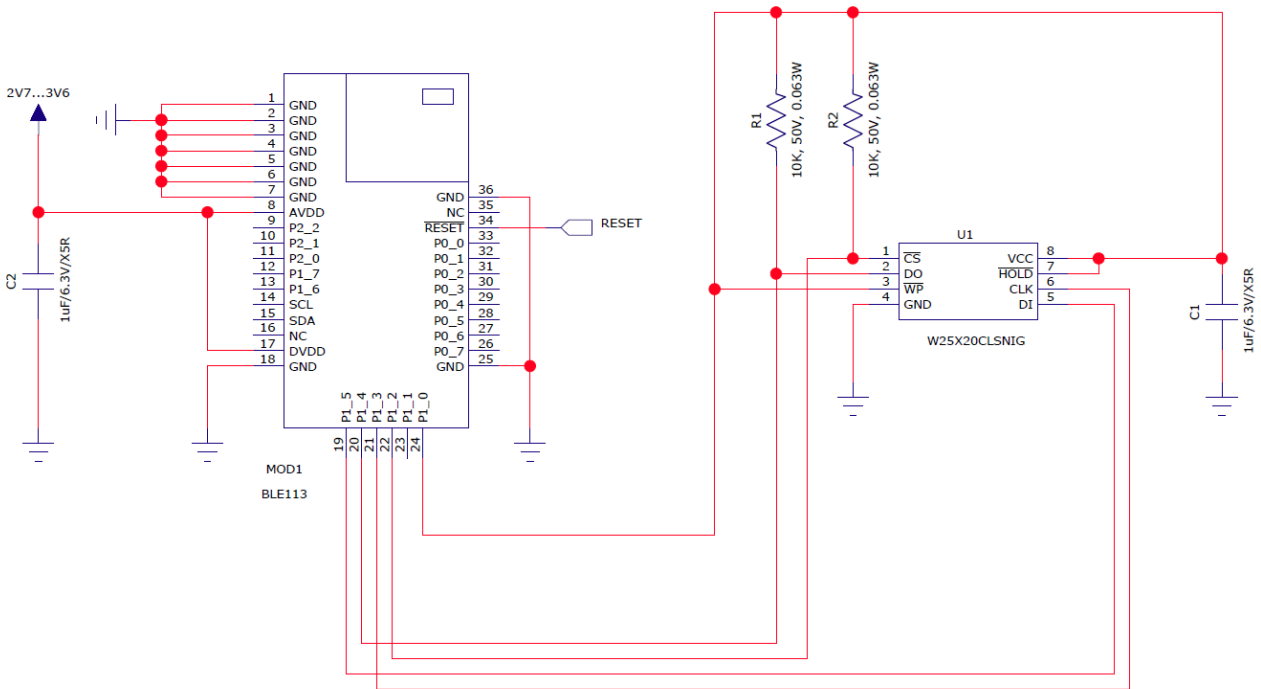 2V7...3V6
C2
1uF/6.3V/X5R
1 GND
2 GND
3 GND
4 GND
5 GND
6 GND
7 GND
8 AVDD
9 P2_2
10 P2_1
11 P2_0
12 P1_7
13 P1_6
14 SCL
15 SDA
16 NC
17 DVDD
18 GND
GND 36
NC 35
RESET 34
P0_0 33
P0_1 32
P0_2 31
P0_3 30
P0_4 29
P0_5 28
P0_6 27
P0_7 26
GND 25
P1_5 19
P1_4 20
P1_3 21
P1_2 22
P1_1 23
P1_0 24
MOD1
BLE113
RESET
R1
10K, 50V, 0.063W
R2
10K, 50V, 0.063W
U1
1 CS
2 DO
3 WP
4 GND
VCC 8
HOLD 7
CLK 6
DI 5
W25X20CLSNIG
C1
1uF/6.3V/X5R